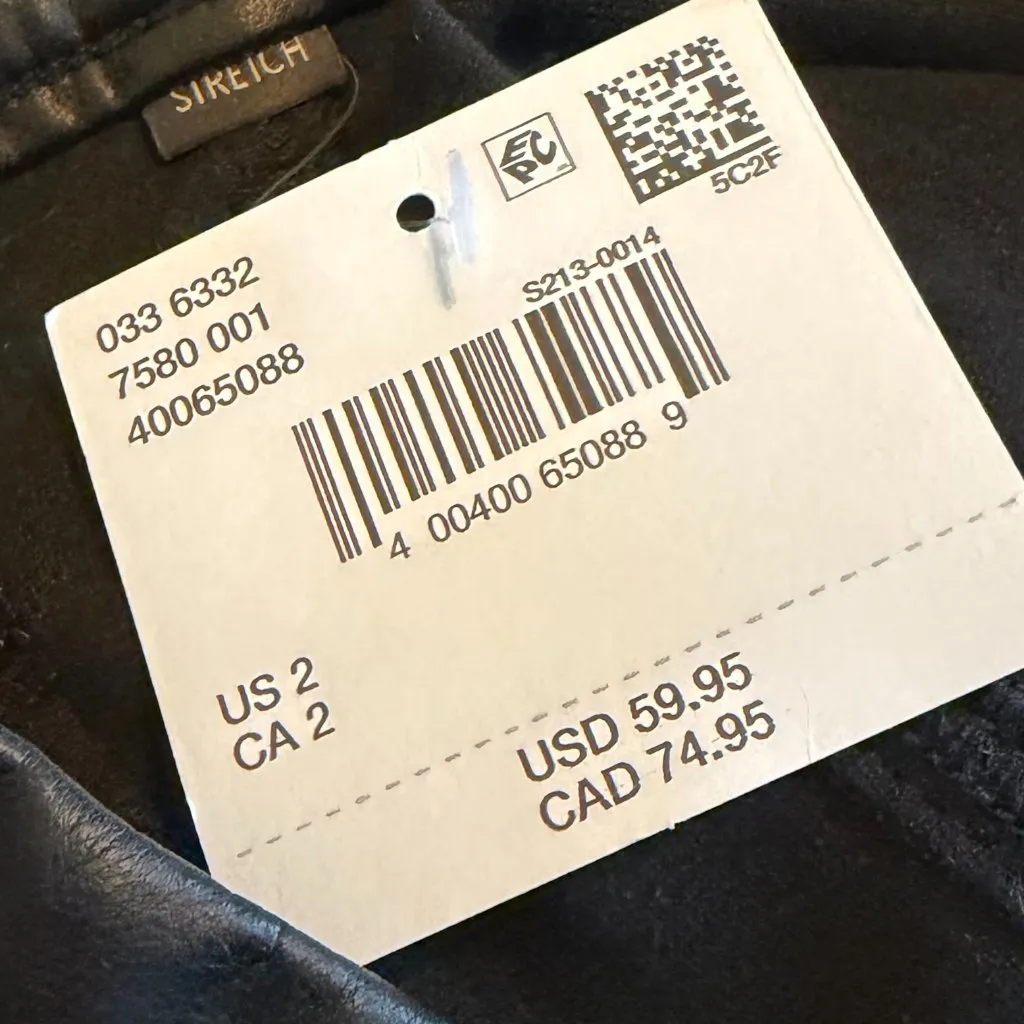 STRETCH
EPC
5C2F
033 6332
7580 001
40065088
S213-0014
4 00400 65088 9
US 2
CA 2
USD 59.95
CAD 74.95